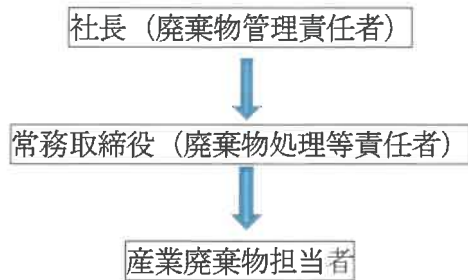 社長（廃棄物管理責任者）
常務取締役（廃棄物処理等責任者）
産業廃棄物担当者